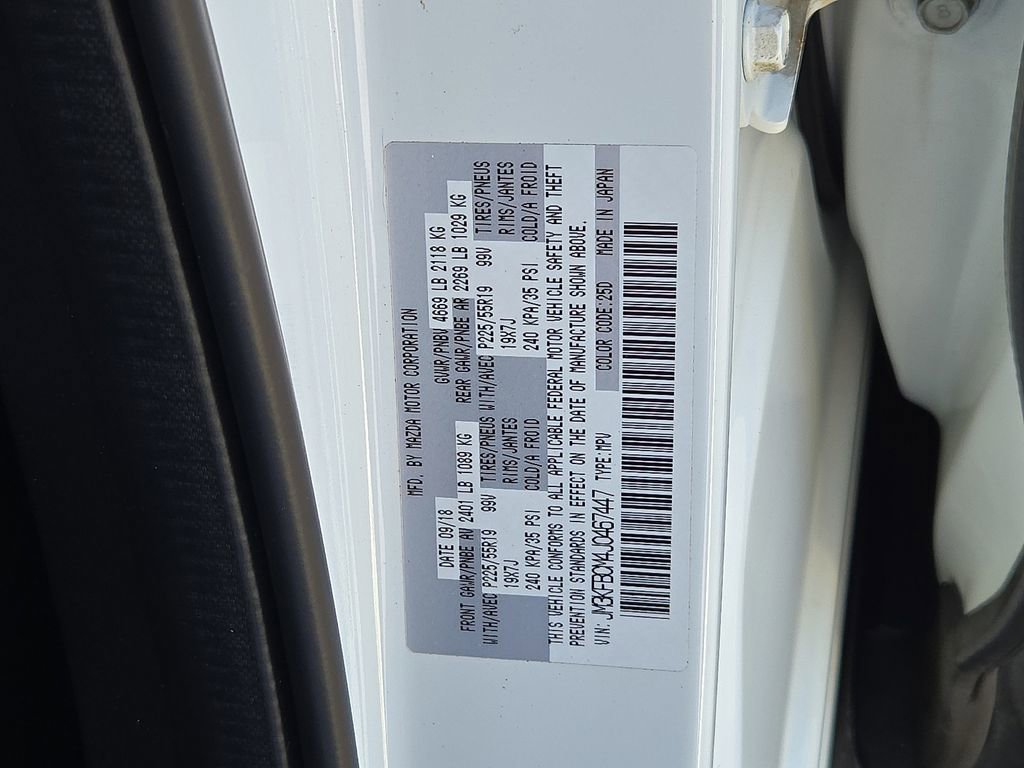 MFD. BY MAZDA MOTOR CORPORATION
DATE 09/18 GVWR/PNBV 4669 LB 2118 KG
FRONT GAWR/PNBE AV 2401 LB 1089 KG REAR GAWR/PNBE AR 2269 LB 1029 KG
WITH/AVEC P225/55R19 99V TIRES/PNEUS WITH/AVEC P225/55R19 99V TIRES/PNEUS
19X7J RIMS/JANTES 19X7J RIMS/JANTES
240 KPA/35 PSI COLD/A FROID 240 KPA/35 PSI COLD/A FROID
THIS VEHICLE CONFORMS TO ALL APPLICABLE FEDERAL MOTOR VEHICLE SAFETY AND THEFT
PREVENTION STANDARDS IN EFFECT ON THE DATE OF MANUFACTURE SHOWN ABOVE.
VIN: JM3KFBCM4J0467447 TYPE:MPV COLOR CODE:25D MADE IN JAPAN
8